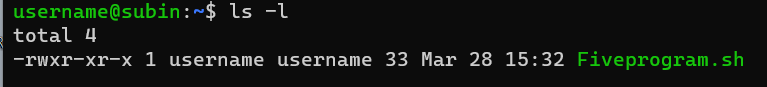 username@subin:~$ ls -l
total 4
-rwxr-xr-x 1 username username 33 Mar 28 15:32 Fiveprogram.sh